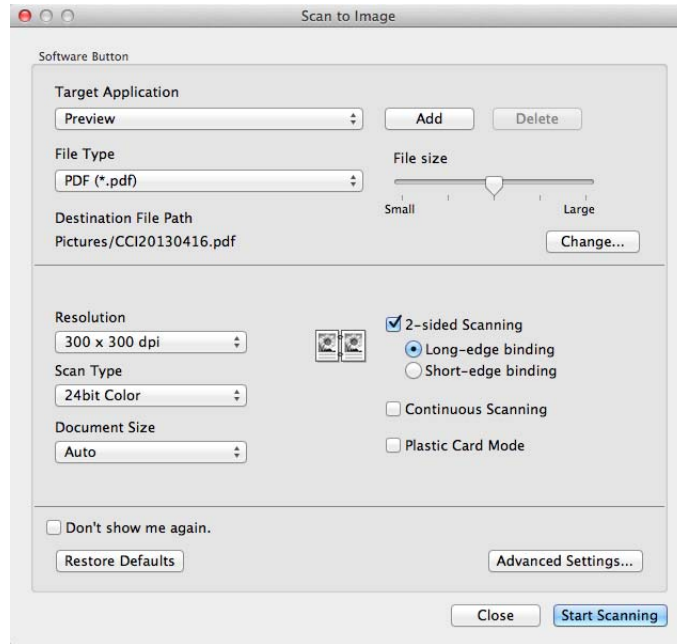 Scan to Image
Software Button
Target Application
Preview
Add
Delete
File Type
PDF (*.pdf)
File size
Small
Large
Destination File Path
Pictures/CCI20130416.pdf
Change...
Resolution
300 x 300 dpi
Scan Type
24bit Color
Document Size
Auto
2-sided Scanning
Long-edge binding
Short-edge binding
Continuous Scanning
Plastic Card Mode
Don't show me again.
Restore Defaults
Advanced Settings...
Close
Start Scanning